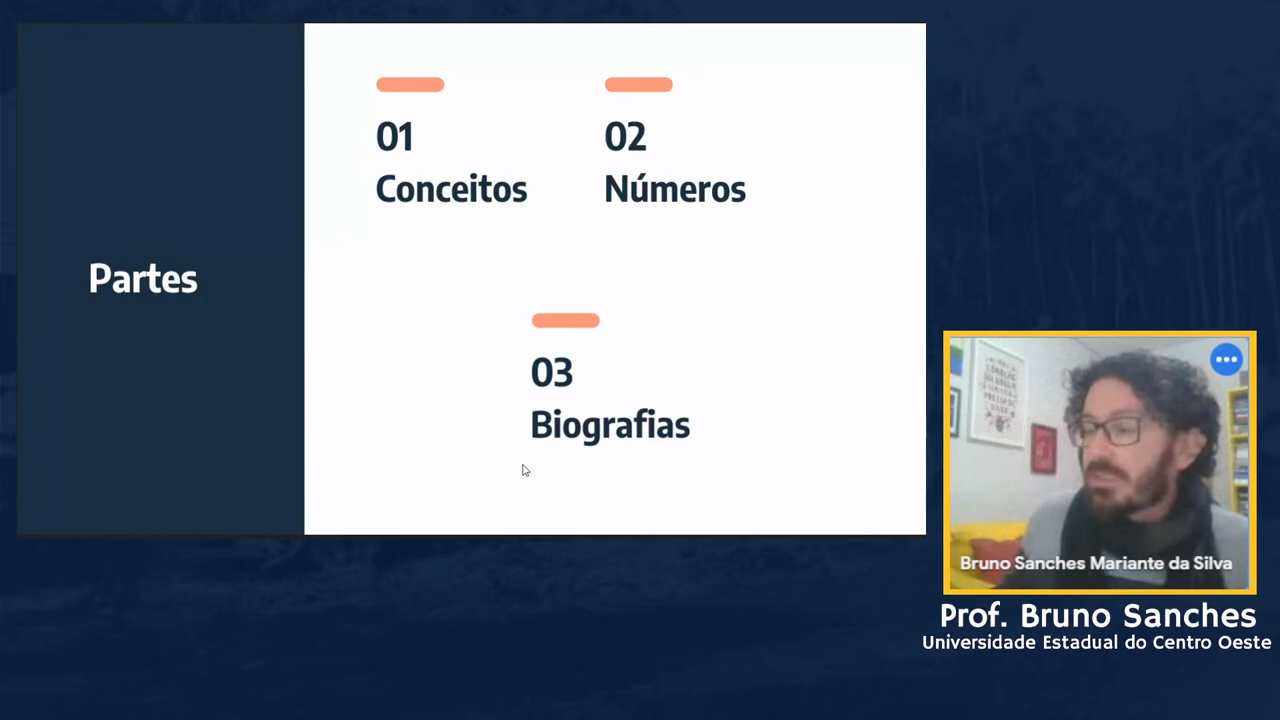 Partes
01
Conceitos
02
Números
03
Biografias
Bruno Sanches Mariante da Silva
Prof. Bruno Sanches
Universidade Estadual do Centro Oeste